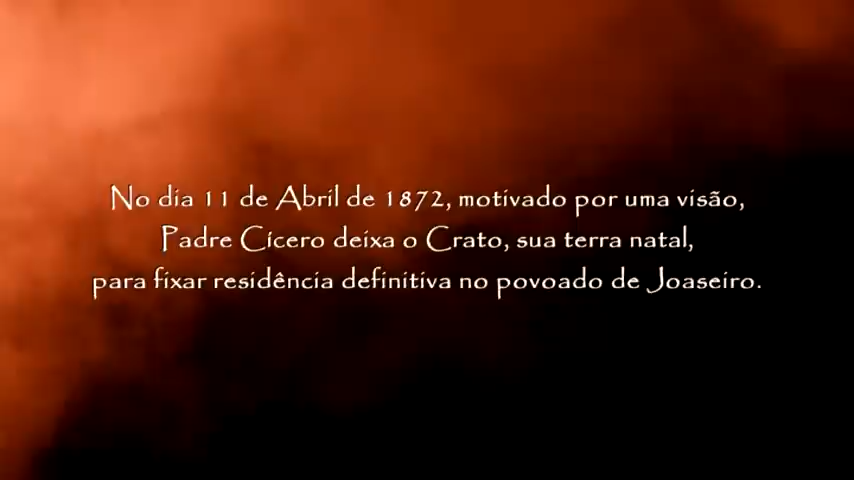 No dia 11 de Abril de 1872, motivado por uma visão,
Padre Cícero deixa o Crato, sua terra natal,
para fixar residência definitiva no povoado de Joaseiro.